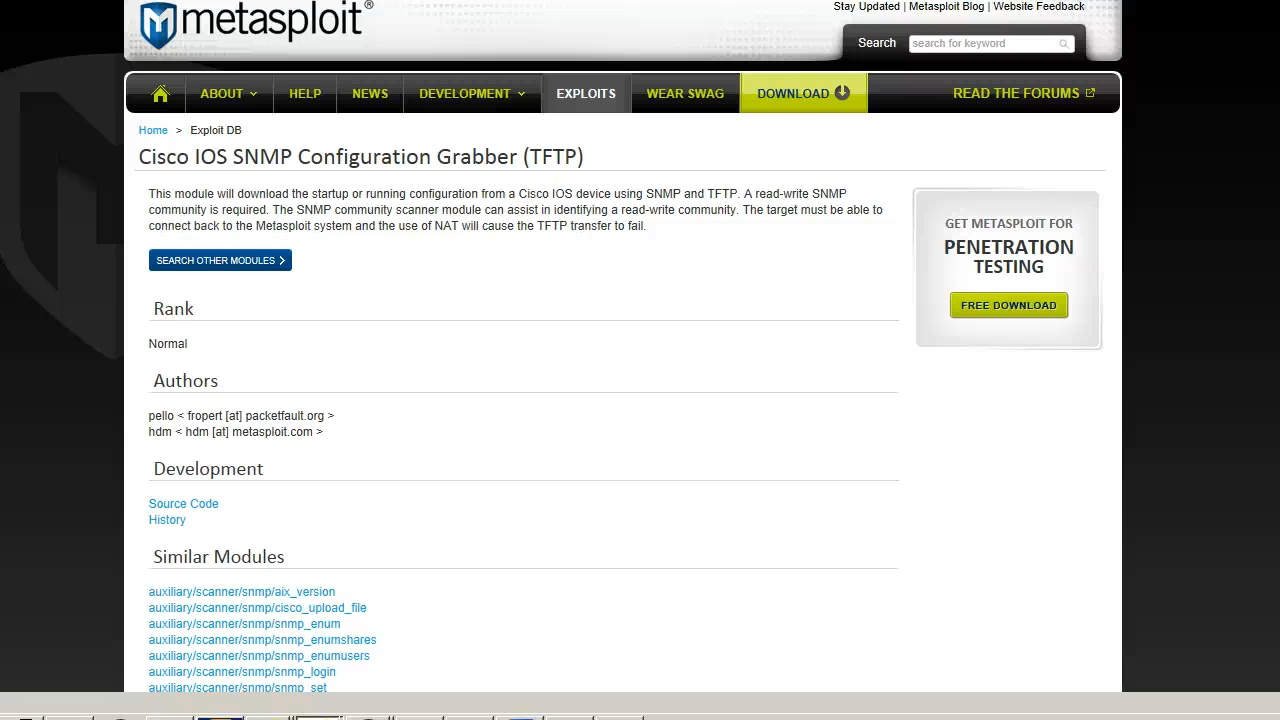 metasploit®
Stay Updated | Metasploit Blog | Website Feedback
Search search for keyword
ABOUT HELP NEWS DEVELOPMENT EXPLOITS WEAR SWAG DOWNLOAD READ THE FORUMS
Home > Exploit DB
Cisco IOS SNMP Configuration Grabber (TFTP)
This module will download the startup or running configuration from a Cisco IOS device using SNMP and TFTP. A read-write SNMP
community is required. The SNMP community scanner module can assist in identifying a read-write community. The target must be able to
connect back to the Metasploit system and the use of NAT will cause the TFTP transfer to fail.
SEARCH OTHER MODULES
GET METASPLOIT FOR
PENETRATION
TESTING
FREE DOWNLOAD
Rank
Normal
Authors
pello < fropert [at] packetfault.org >
hdm < hdm [at] metasploit.com >
Development
Source Code
History
Similar Modules
auxiliary/scanner/snmp/aix_version
auxiliary/scanner/snmp/cisco_upload_file
auxiliary/scanner/snmp/snmp_enum
auxiliary/scanner/snmp/snmp_enumshares
auxiliary/scanner/snmp/snmp_enumusers
auxiliary/scanner/snmp/snmp_login
auxiliary/scanner/snmp/snmp_set